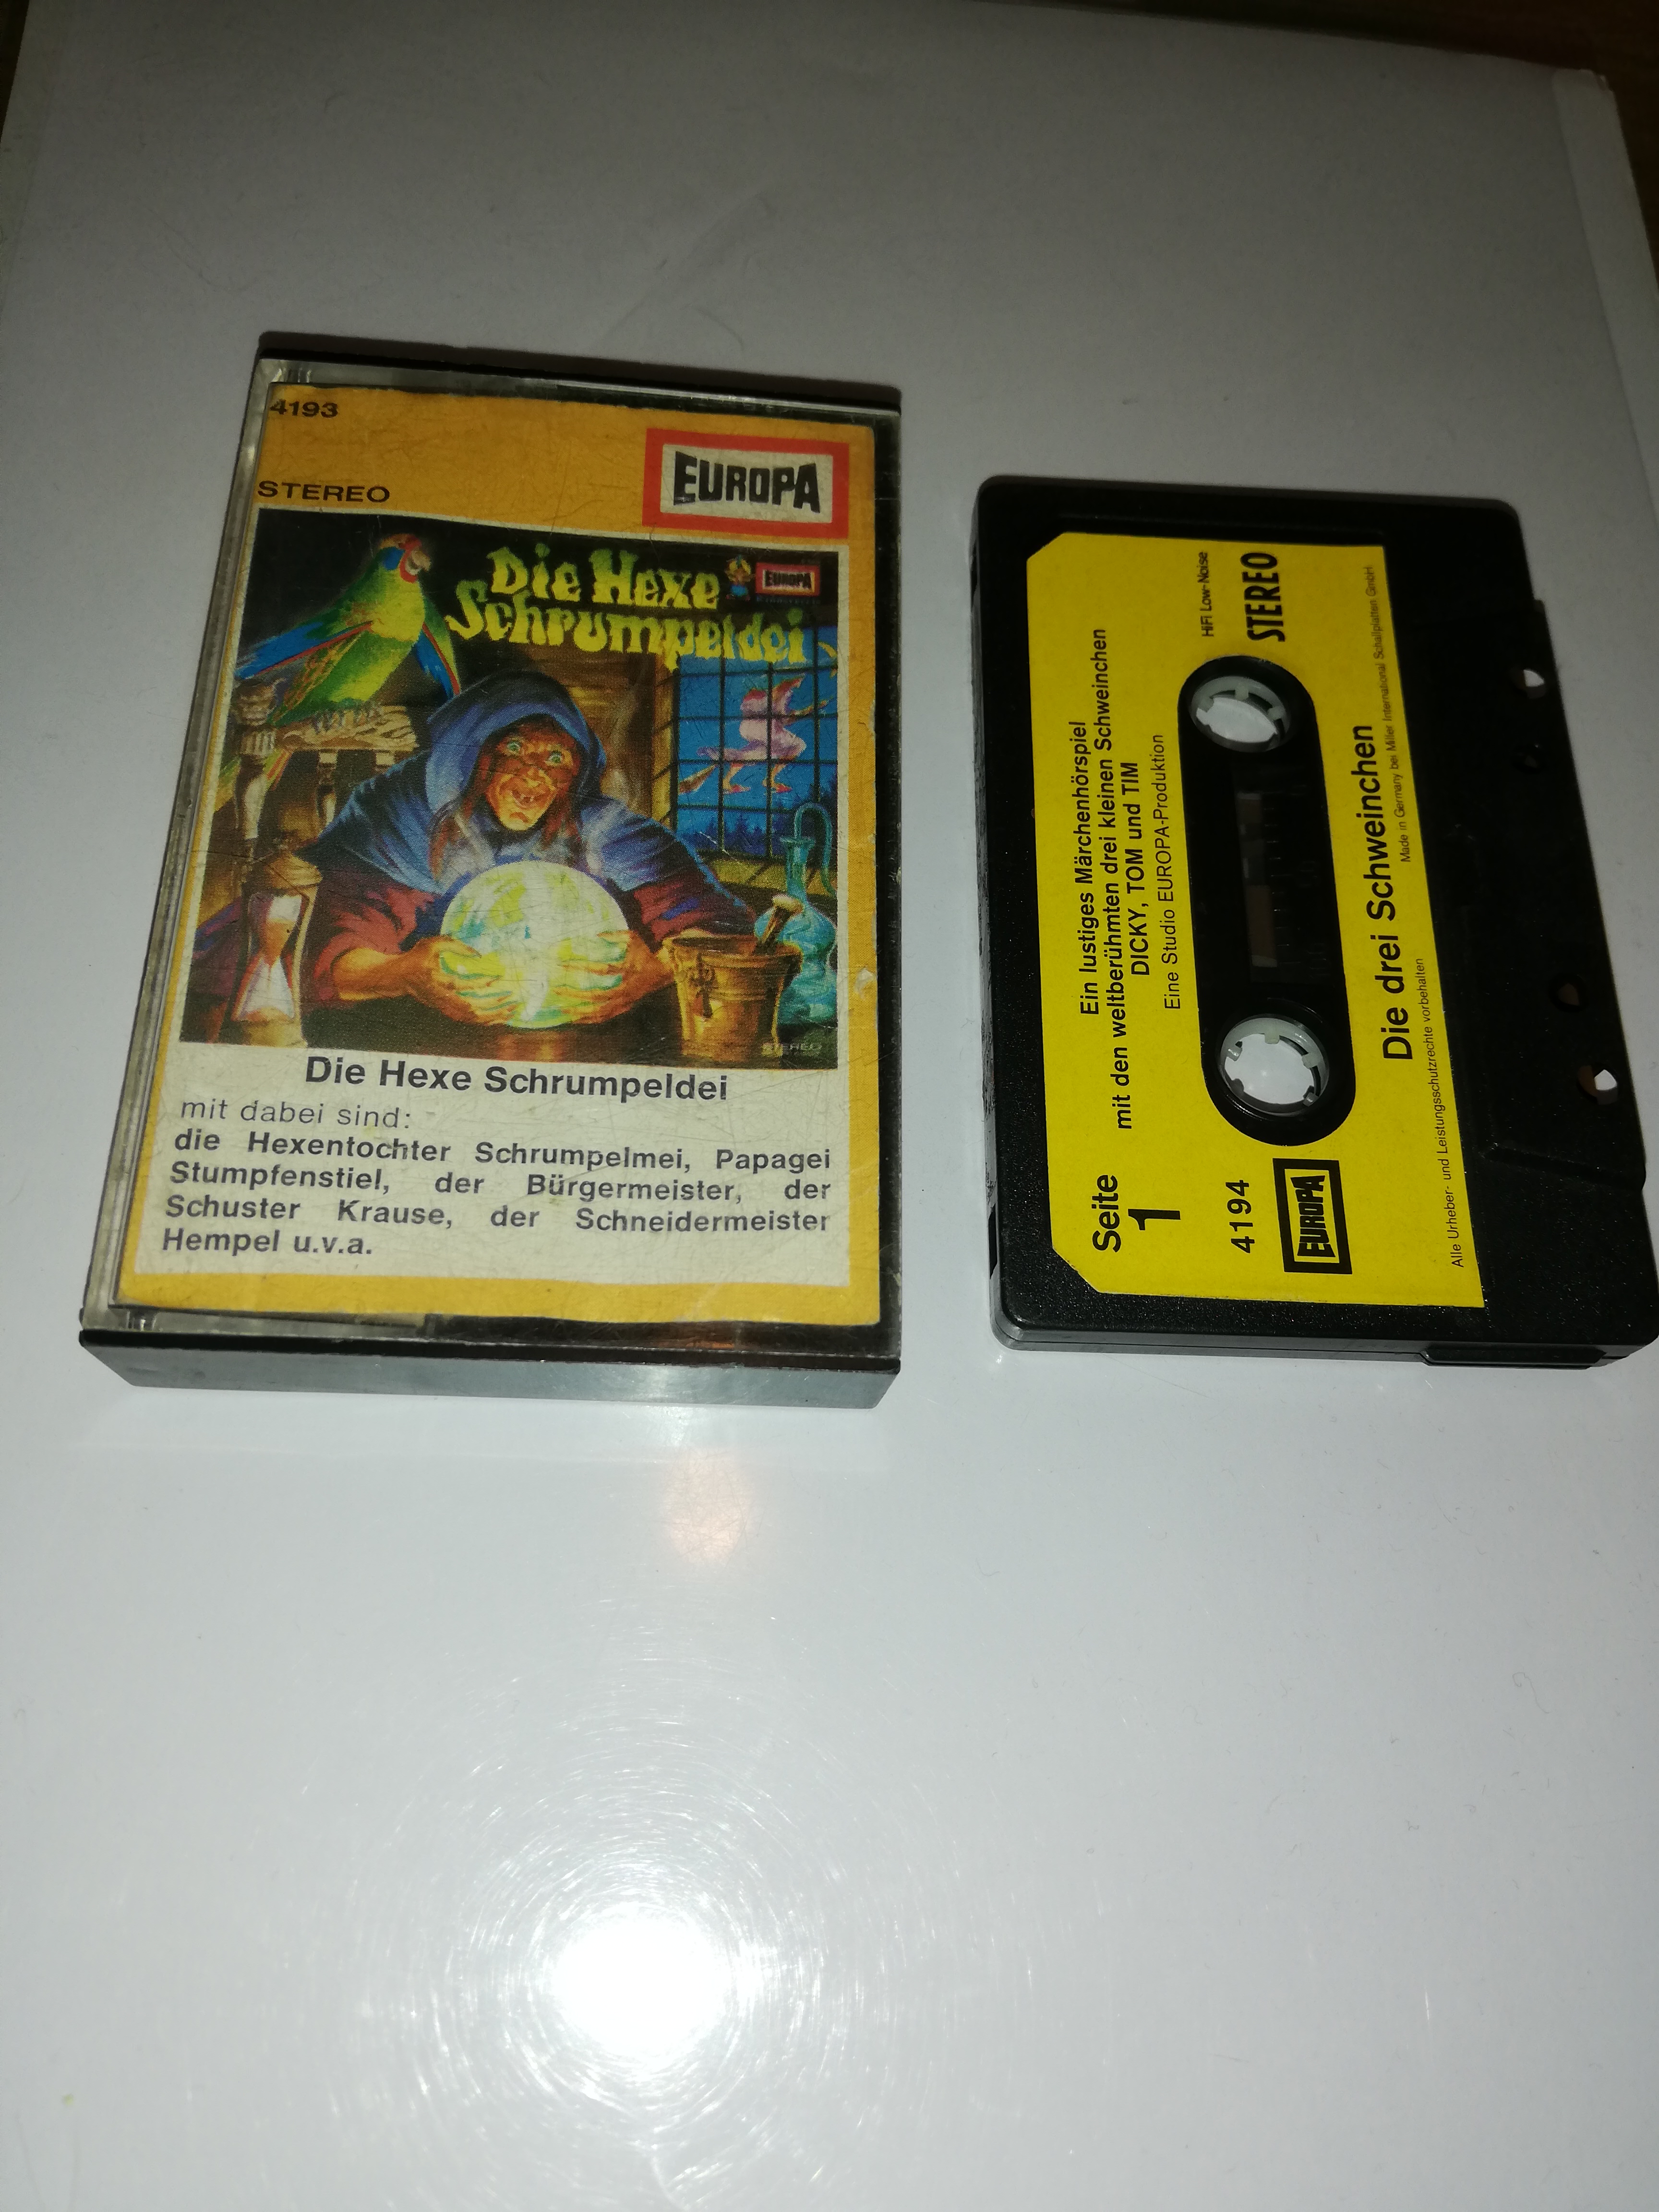 4193
STEREO
EUROPA
Die Hexe
Schrumpeldei
EUROPA
STEREO
Die Hexe Schrumpeldei
mit dabei sind:
die Hexentochter Schrumpelmei, Papagei
Stumpfenstiel, der Bürgermeister, der
Schuster Krause, der Schneidermeister
Hempel u.v.a.
Seite
1
Ein lustiges Märchenhörspiel
mit den weltberühmten drei kleinen Schweinchen
DICKY, TOM und TIM
Eine Studio EUROPA-Produktion
HiFi Low-Noise
STEREO
4194
EUROPA
Die drei Schweinchen
Made in Germany bei Miller International Schallplatten GmbH
Alle Urheber- und Leistungsschutzrechte vorbehalten